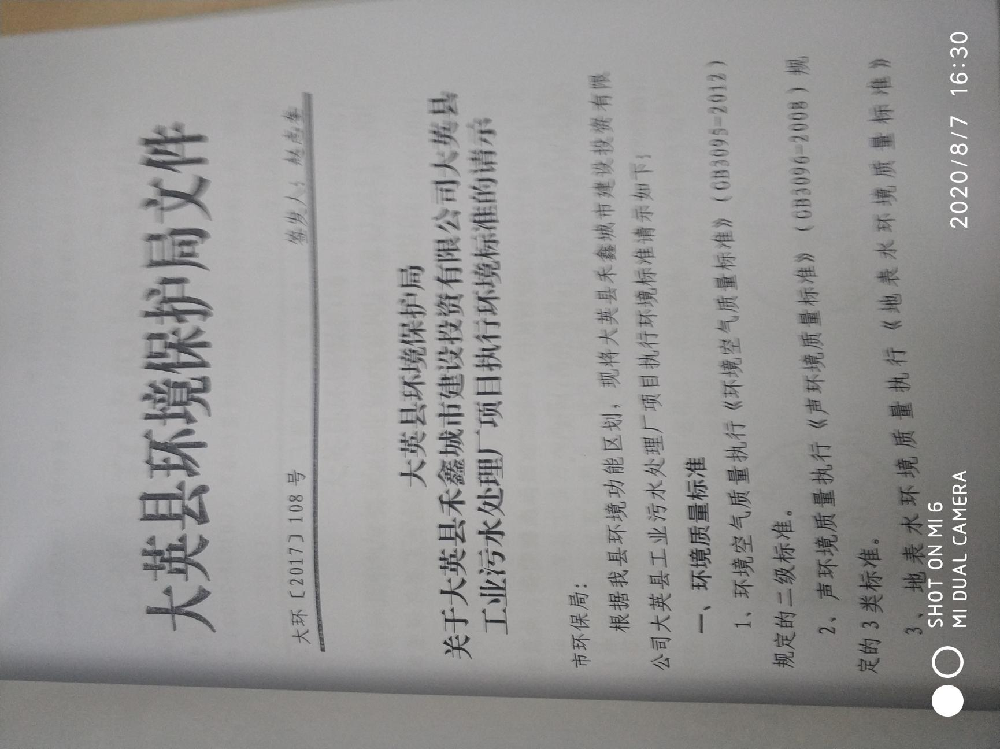 大英县环境保护局文件
大环〔2017〕108 号
签发人：赵志奎
大英县环境保护局
关于大英县禾鑫城市建设投资有限公司大英县
工业污水处理厂项目执行环境标准的请示
市环保局：
根据我县环境功能区划，现将大英县禾鑫城市建设投资有限
公司大英县工业污水处理厂项目执行环境标准请示如下：
一、环境质量标准
1、环境空气质量执行《环境空气质量标准》（GB3095-2012）
规定的二级标准。
2、声环境质量执行《声环境质量标准》（GB3096-2008）规
定的 3 类标准。
3、地表水环境质量执行《地表水环境质量标准》
SHOT ON MI 6
MI DUAL CAMERA
2020/8/7 16:30